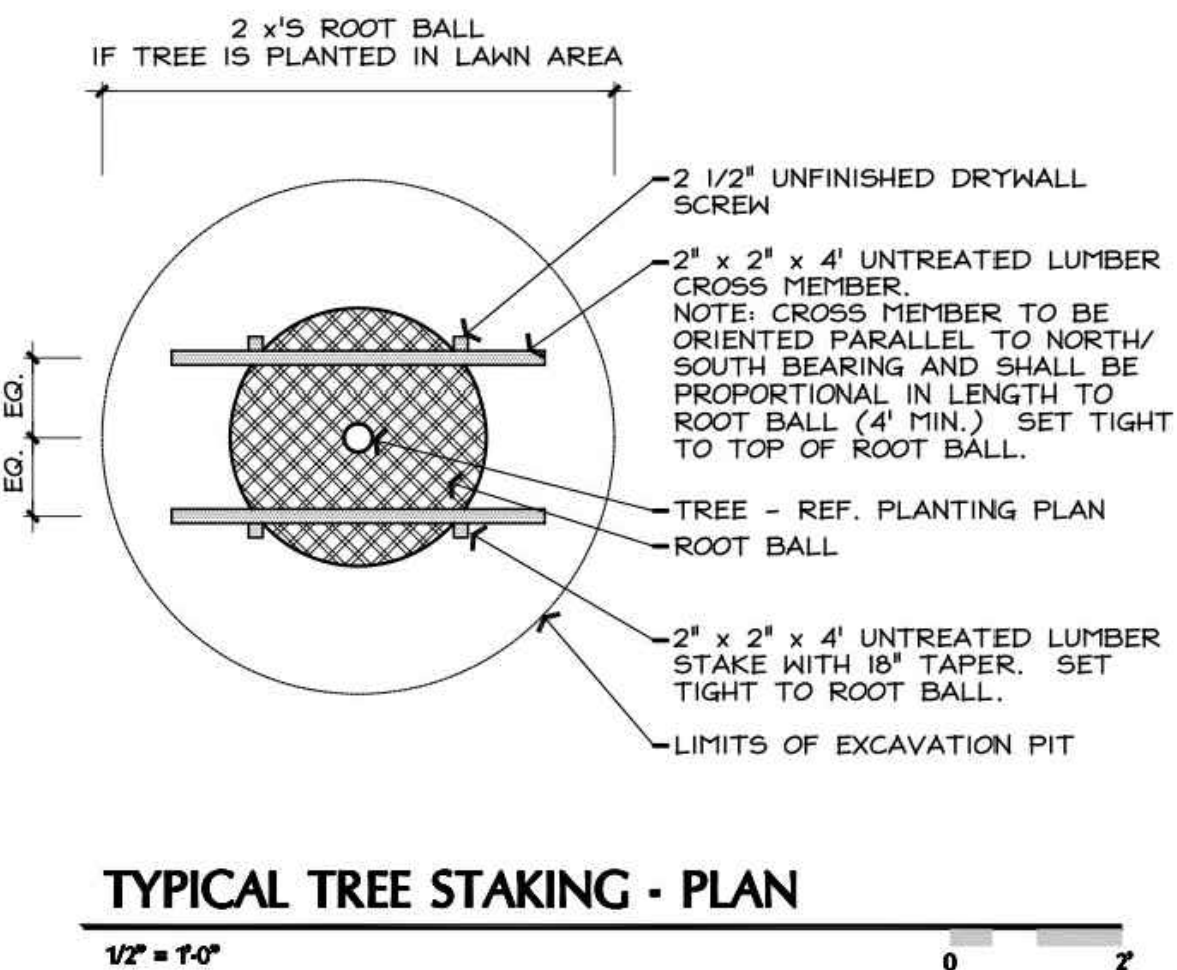 2 x'S ROOT BALL
IF TREE IS PLANTED IN LAWN AREA
2 1/2" UNFINISHED DRYWALL
SCREW
2" x 2" x 4' UNTREATED LUMBER
CROSS MEMBER.
NOTE: CROSS MEMBER TO BE
ORIENTED PARALLEL TO NORTH/
SOUTH BEARING AND SHALL BE
PROPORTIONAL IN LENGTH TO
ROOT BALL (4' MIN.) SET TIGHT
TO TOP OF ROOT BALL.
EQ.
EQ.
TREE - REF. PLANTING PLAN
ROOT BALL
2" x 2" x 4' UNTREATED LUMBER
STAKE WITH 18" TAPER. SET
TIGHT TO ROOT BALL.
LIMITS OF EXCAVATION PIT
TYPICAL TREE STAKING - PLAN
1/2" = 1'-0"
0 2'